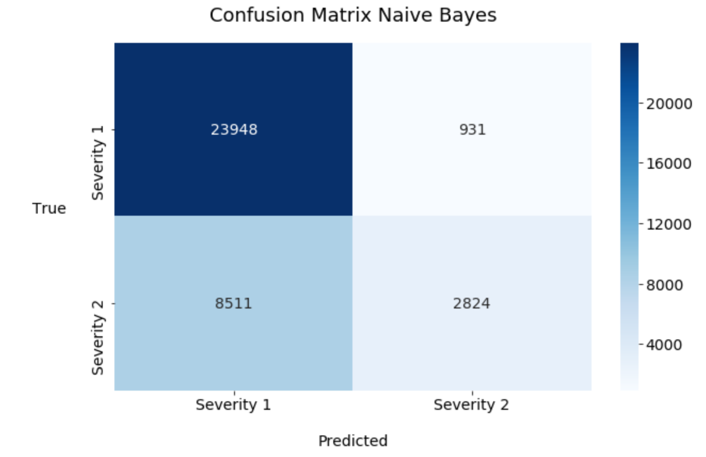 Confusion Matrix Naive Bayes
Severity 1
23948
931
True
Severity 2
8511
2824
Severity 1
Severity 2
Predicted
20000
16000
12000
8000
4000